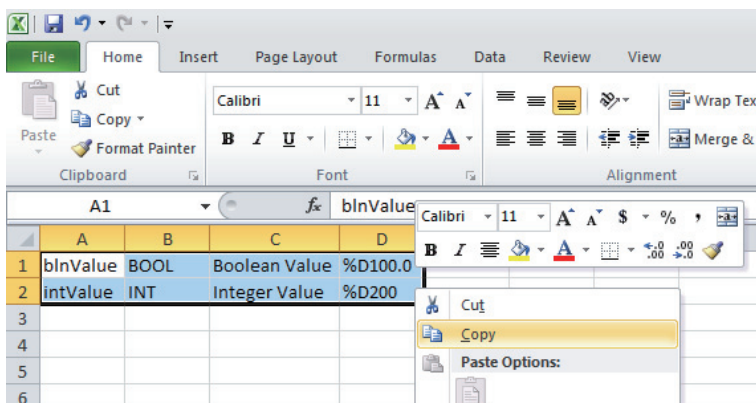 File Home Insert Page Layout Formulas Data Review View
Cut
Copy
Paste
Format Painter
Calibri 11 A A
B I U A
Wrap Tex
Merge &
Clipboard Font Alignment
A1 fx blnValue
Calibri 11 A A $ % ,
B I A .00 .00
A B C D
1 blnValue BOOL Boolean Value %D100.0
2 intValue INT Integer Value %D200
3
4
5
6
Cut
Copy
Paste Options: